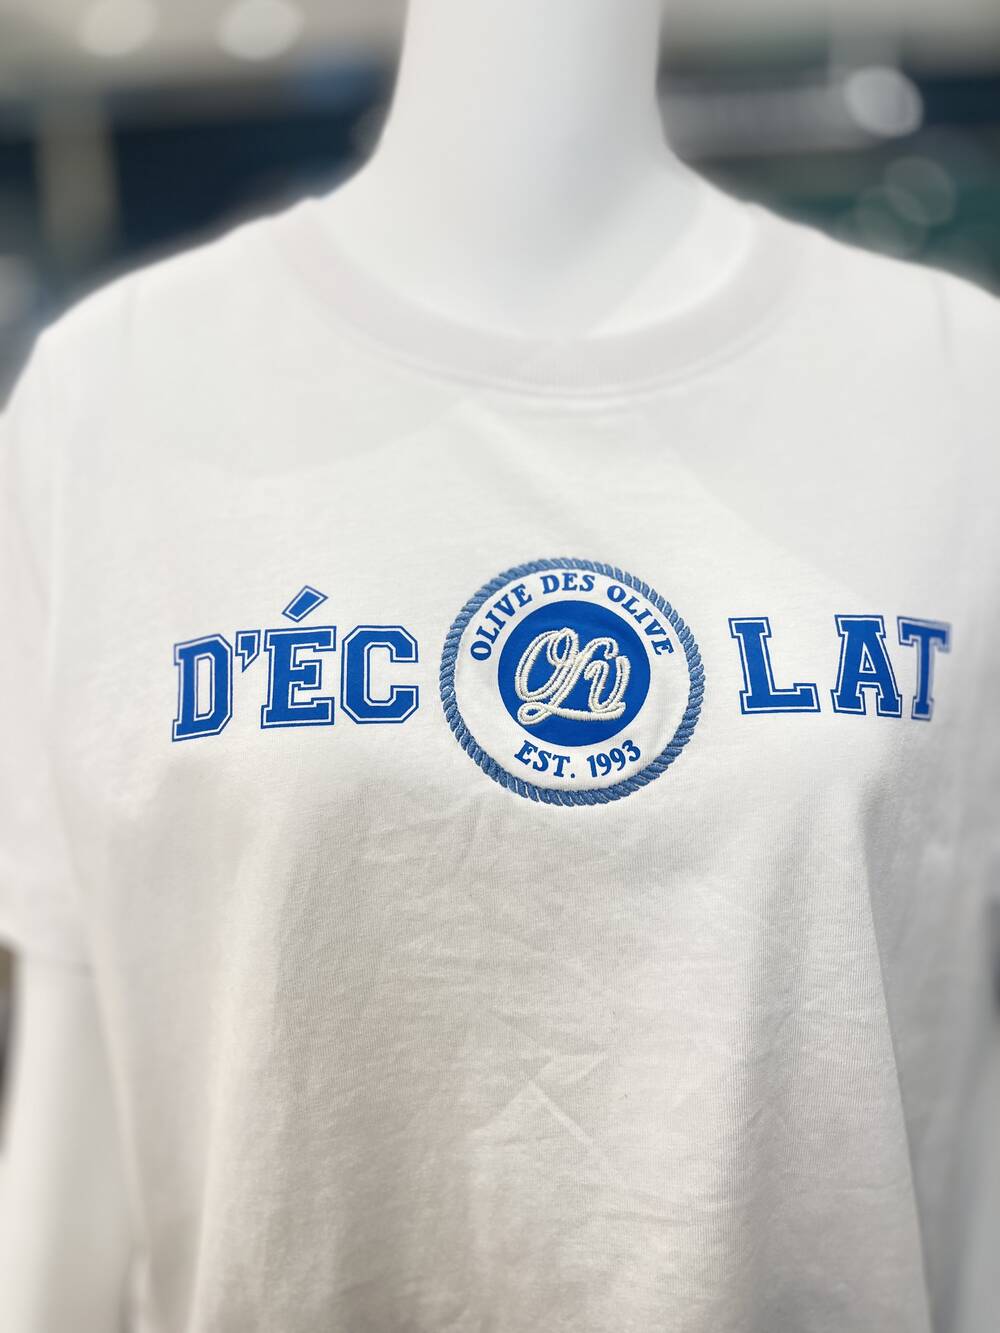 D'ÉC LAT
OLIVE DES OLIVE
Olv
EST. 1993